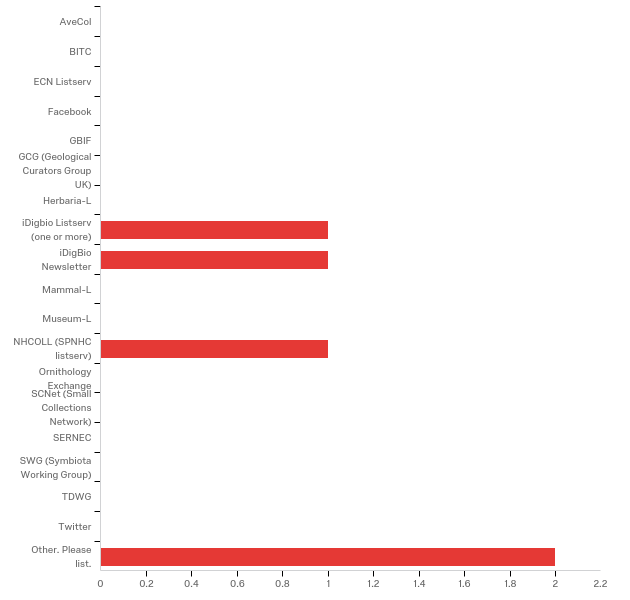 AveCol
BITC
ECN Listserv
Facebook
GBIF
GCG (Geological
Curators Group
UK)
Herbaria-L
iDigbio Listserv
(one or more)
iDigBio
Newsletter
Mammal-L
Museum-L
NHCOLL (SPNHC
listserv)
Ornithology
Exchange
SCNet (Small
Collections
Network)
SERNEC
SWG (Symbiota
Working Group)
TDWG
Twitter
Other. Please
list.
0 0.2 0.4 0.6 0.8 1 1.2 1.4 1.6 1.8 2 2.2